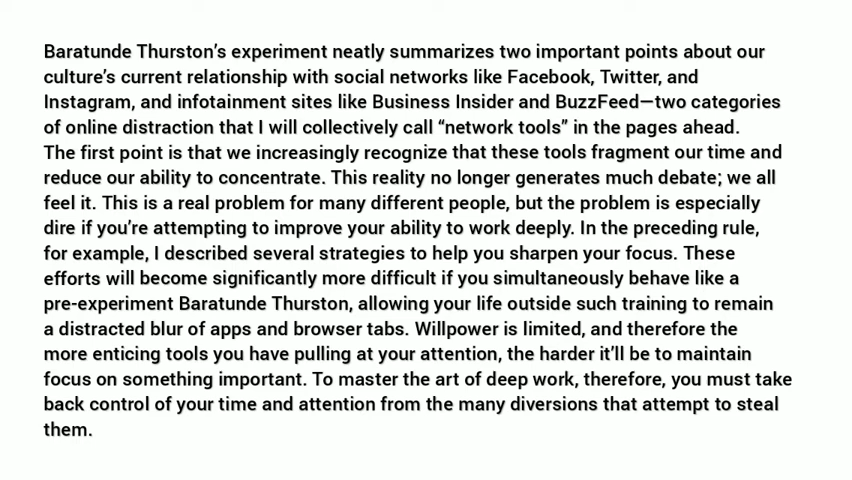 Baratunde Thurston’s experiment neatly summarizes two important points about our
culture’s current relationship with social networks like Facebook, Twitter, and
Instagram, and infotainment sites like Business Insider and BuzzFeed—two categories
of online distraction that I will collectively call “network tools” in the pages ahead.
The first point is that we increasingly recognize that these tools fragment our time and
reduce our ability to concentrate. This reality no longer generates much debate; we all
feel it. This is a real problem for many different people, but the problem is especially
dire if you’re attempting to improve your ability to work deeply. In the preceding rule,
for example, I described several strategies to help you sharpen your focus. These
efforts will become significantly more difficult if you simultaneously behave like a
pre-experiment Baratunde Thurston, allowing your life outside such training to remain
a distracted blur of apps and browser tabs. Willpower is limited, and therefore the
more enticing tools you have pulling at your attention, the harder it’ll be to maintain
focus on something important. To master the art of deep work, therefore, you must take
back control of your time and attention from the many diversions that attempt to steal
them.